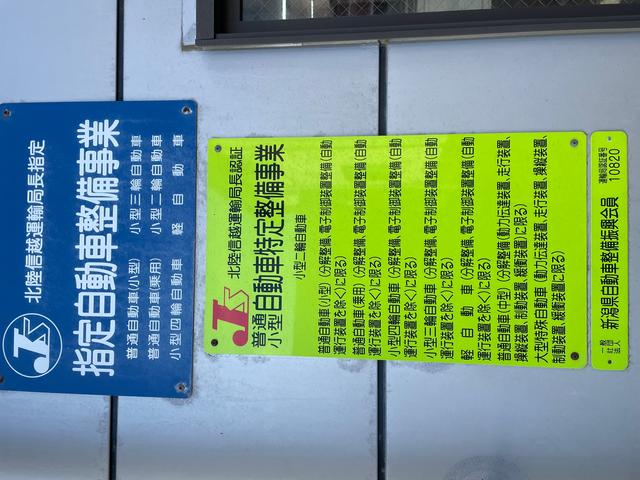 北陸信越運輸局長指定
指定自動車整備事業
普通自動車(小型) 小型三輪自動車
普通自動車(乗用) 小型二輪自動車
小型四輪自動車 軽自動車
北陸信越運輸局長認証
普通
小型 自動車特定整備事業
小型二輪自動車
普通自動車(小型)(分解整備、電子制御装置整備(自動
運行装置を除く)に限る)
普通自動車(乗用)(分解整備、電子制御装置整備(自動
運行装置を除く)に限る)
小型四輪自動車(分解整備、電子制御装置整備(自動
運行装置を除く)に限る)
小型三輪自動車(分解整備、電子制御装置整備(自動
運行装置を除く)に限る)
軽自動車(分解整備、電子制御装置整備(自動
運行装置を除く)に限る)
普通自動車(中型)(分解整備(動力伝達装置、走行装置、
操縦装置、制動装置、緩衝装置)に限る)
大型特殊自動車(動力伝達装置、走行装置、操縦装置、
制動装置、緩衝装置に限る)
一般
社団
法人 新潟県自動車整備振興会員
運輸局認証番号
10820